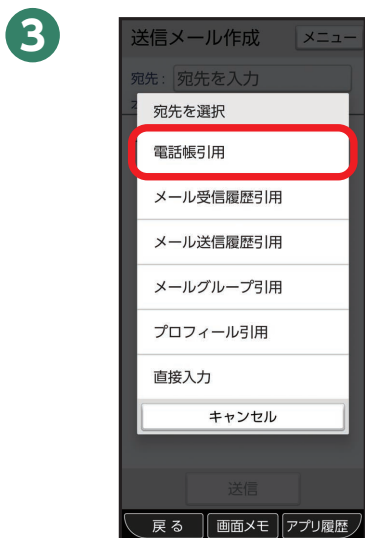 3
送信メール作成 メニュー
宛先: 宛先を入力
宛先を選択
電話帳引用
メール受信履歴引用
メール送信履歴引用
メールグループ引用
プロフィール引用
直接入力
キャンセル
送信
戻る 画面メモ アプリ履歴